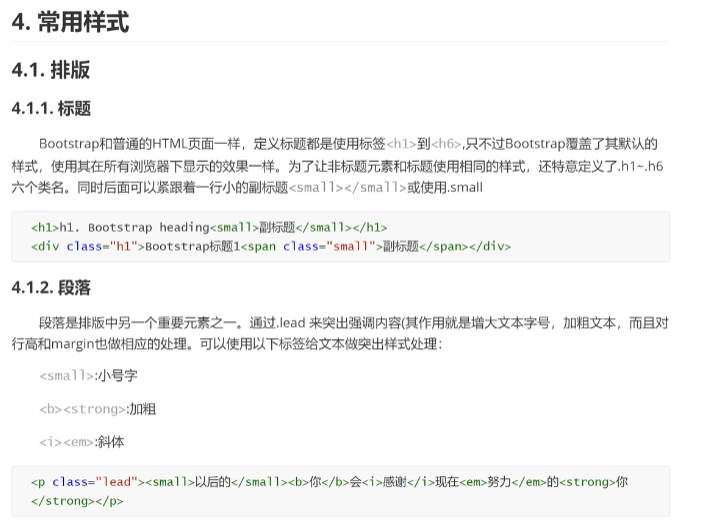 4. 常用样式
4.1. 排版
4.1.1. 标题
Bootstrap和普通的HTML页面一样，定义标题都是使用标签<h1>到<h6>,只不过Bootstrap覆盖了其默认的
样式，使用其在所有浏览器下显示的效果一样。为了让非标题元素和标题使用相同的样式，还特意定义了.h1~.h6
六个类名。同时后面可以紧跟着一行小的副标题<small></small>或使用.small
<h1>h1. Bootstrap heading<small>副标题</small></h1>
<div class="h1">Bootstrap标题1<span class="small">副标题</span></div>
4.1.2. 段落
段落是排版中另一个重要元素之一。通过.lead 来突出强调内容(其作用就是增大文本字号，加粗文本，而且对
行高和margin也做相应的处理。可以使用以下标签给文本做突出样式处理：
<small>:小号字
<b><strong>:加粗
<i><em>:斜体
<p class="lead"><small>以后的</small><b>你</b>会<i>感谢</i>现在<em>努力</em>的<strong>你
</strong></p>